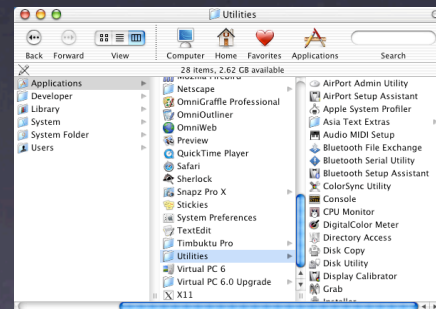 Utilities
Back Forward View Computer Home Favorites Applications Search
28 items, 2.62 GB available
Applications
Developer
Library
System
System Folder
Users
Mozilla Firebird
Netscape
OmniGraffle Professional
OmniOutliner
OmniWeb
Preview
QuickTime Player
Safari
Sherlock
Snapz Pro X
Stickies
System Preferences
TextEdit
Timbuktu Pro
Utilities
Virtual PC 6
Virtual PC 6.0 Upgrade
X11
AirPort Admin Utility
AirPort Setup Assistant
Apple System Profiler
Asia Text Extras
Audio MIDI Setup
Bluetooth File Exchange
Bluetooth Serial Utility
Bluetooth Setup Assistant
ColorSync Utility
Console
CPU Monitor
DigitalColor Meter
Directory Access
Disk Copy
Disk Utility
Display Calibrator
Grab
Installer